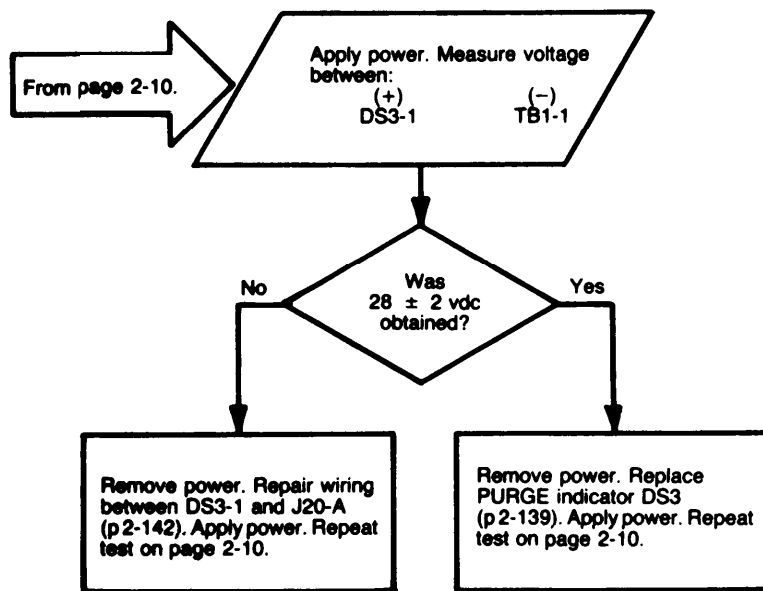 From page 2-10.
Apply power. Measure voltage
between:
(+) (−)
DS3-1 TB1-1
Was
28 ± 2 vdc
obtained?
No
Yes
Remove power. Repair wiring
between DS3-1 and J20-A
(p 2-142). Apply power. Repeat
test on page 2-10.
Remove power. Replace
PURGE indicator DS3
(p 2-139). Apply power. Repeat
test on page 2-10.